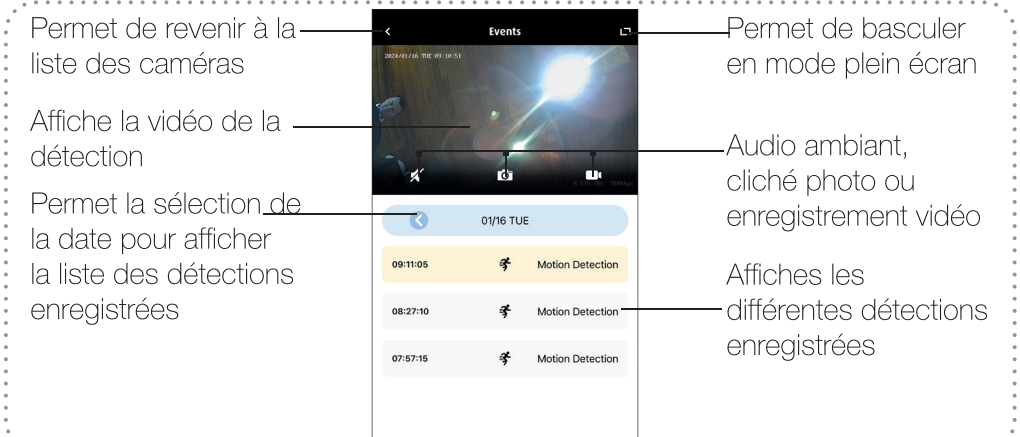 Permet de revenir à la
liste des caméras
Affiche la vidéo de la
détection
Permet la sélection de
la date pour afficher
la liste des détections
enregistrées
Events
2024/01/16 TUE 09:10:51
01/16 TUE
09:11:05 Motion Detection
08:27:10 Motion Detection
07:57:15 Motion Detection
Permet de basculer
en mode plein écran
Audio ambiant,
cliché photo ou
enregistrement vidéo
Affiches les
différentes détections
enregistrées